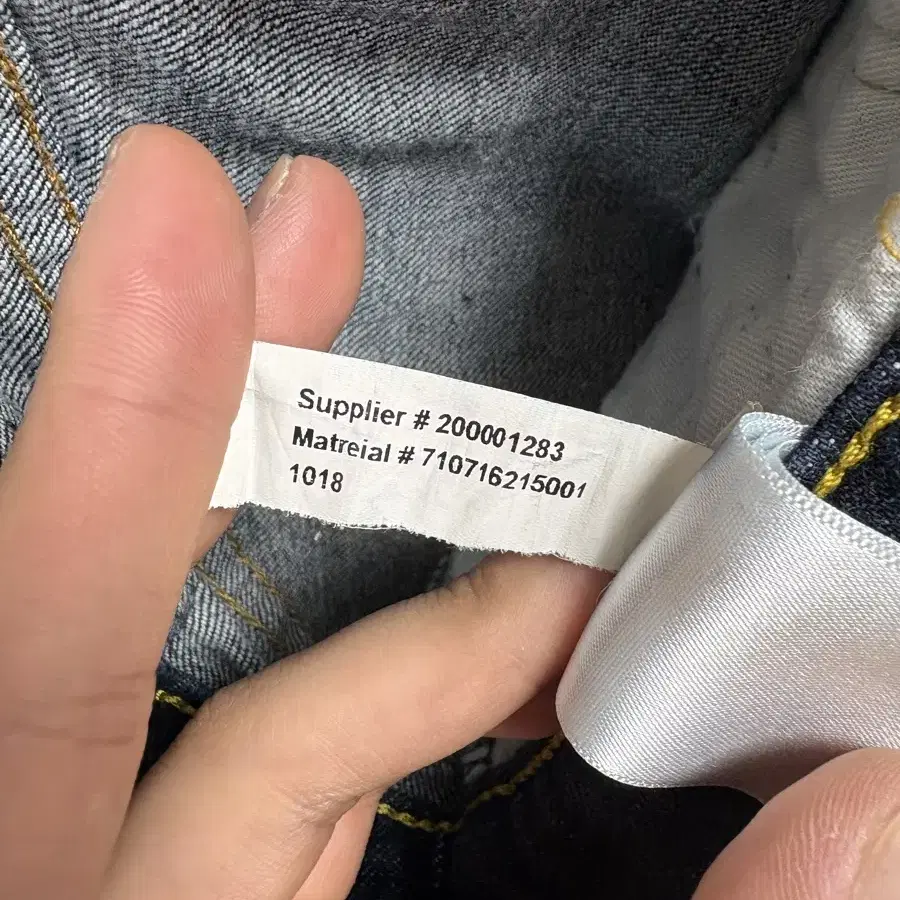 Supplier # 200001283
Matreial # 710716215001
1018